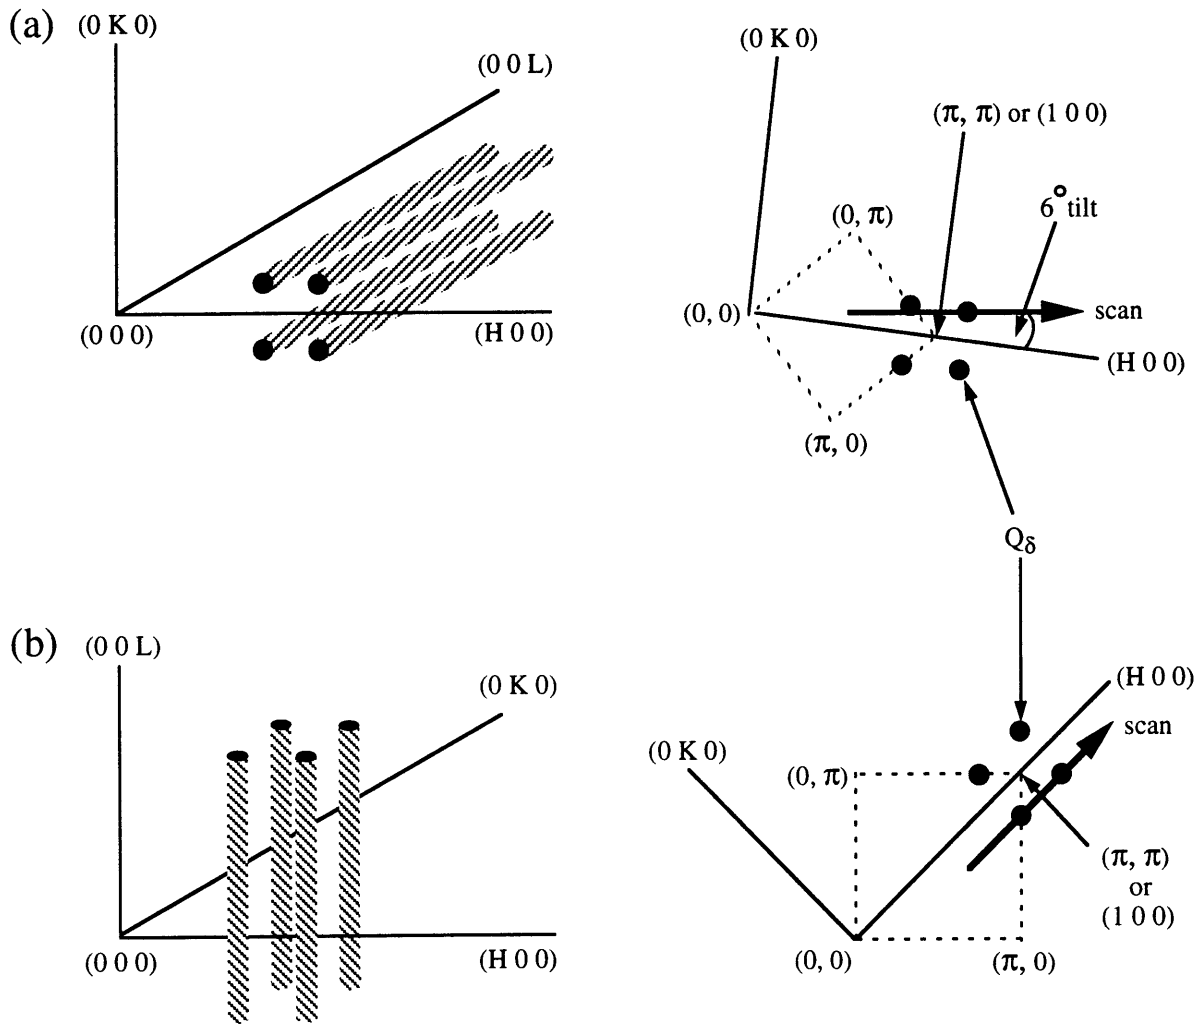 (a)
(0 K 0)
(0 0 L)
(0 0 0)
(H 0 0)
(0 K 0)
(π, π) or (1 0 0)
6° tilt
(0, π)
(0, 0)
scan
(H 0 0)
(π, 0)
Qδ
(b)
(0 0 L)
(0 K 0)
(0 0 0)
(H 0 0)
(H 0 0)
scan
(0 K 0)
(0, π)
(π, π)
or
(1 0 0)
(0, 0)
(π, 0)